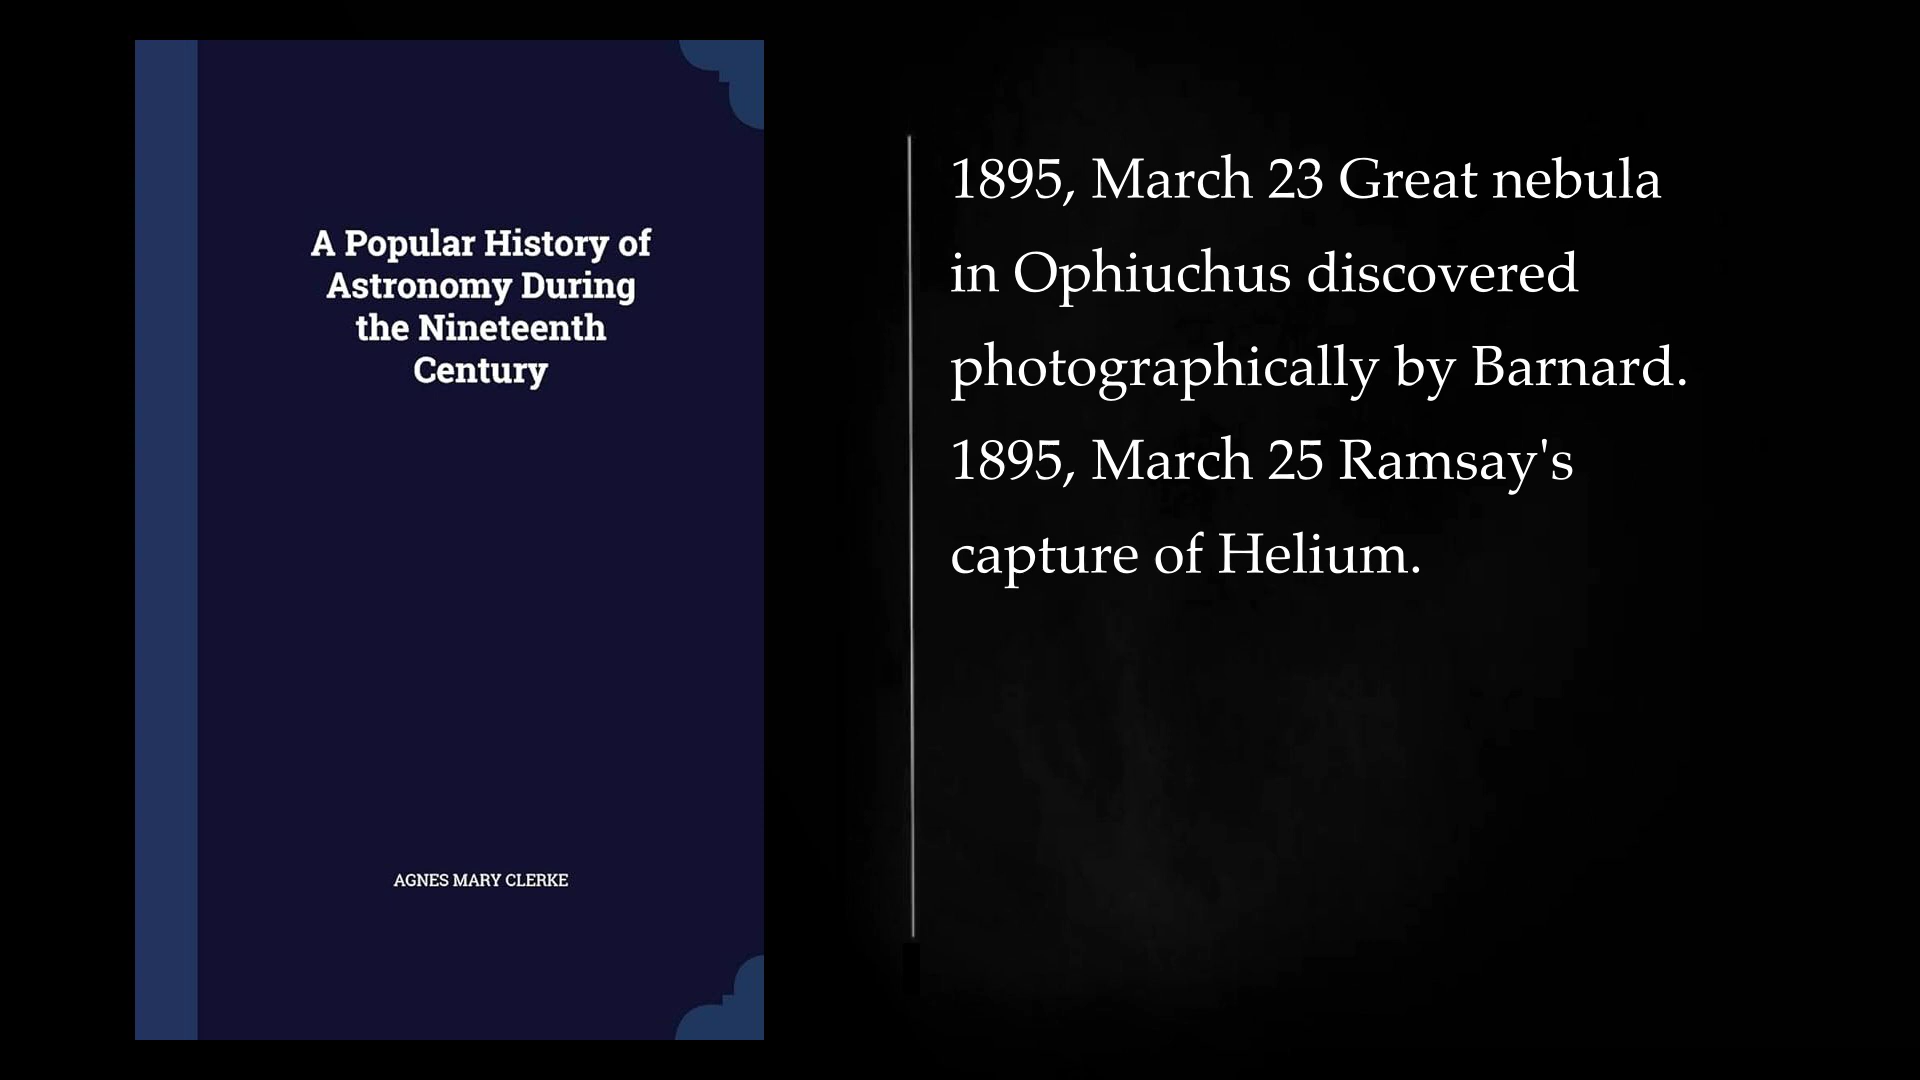 A Popular History of
Astronomy During
the Nineteenth
Century
AGNES MARY CLERKE
1895, March 23 Great nebula
in Ophiuchus discovered
photographically by Barnard.
1895, March 25 Ramsay's
capture of Helium.